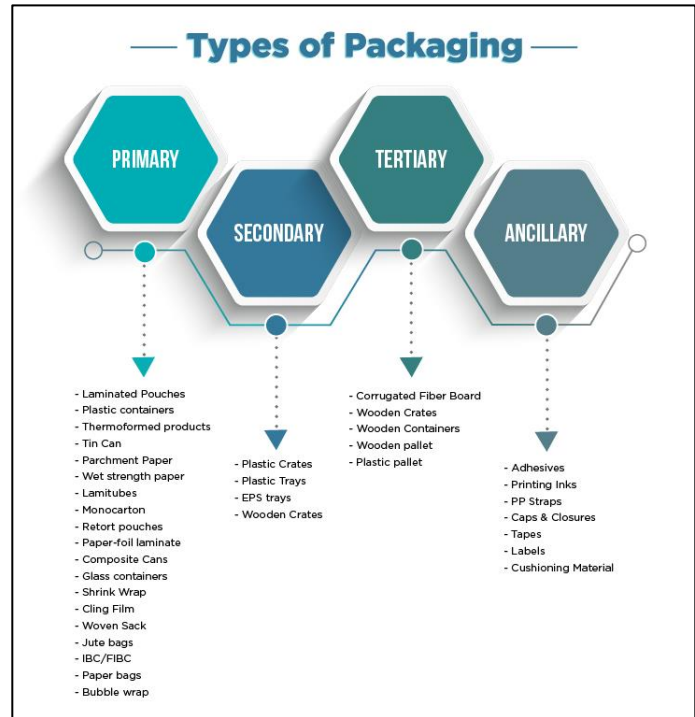 Types of Packaging
PRIMARY
SECONDARY
TERTIARY
ANCILLARY
- Laminated Pouches
- Plastic containers
- Thermoformed products
- Tin Can
- Parchment Paper
- Wet strength paper
- Lamitubes
- Monocarton
- Retort pouches
- Paper-foil laminate
- Composite Cans
- Glass containers
- Shrink Wrap
- Cling Film
- Woven Sack
- Jute bags
- IBC/FIBC
- Paper bags
- Bubble wrap
- Plastic Crates
- Plastic Trays
- EPS trays
- Wooden Crates
- Corrugated Fiber Board
- Wooden Crates
- Wooden Containers
- Wooden pallet
- Plastic pallet
- Adhesives
- Printing Inks
- PP Straps
- Caps & Closures
- Tapes
- Labels
- Cushioning Material